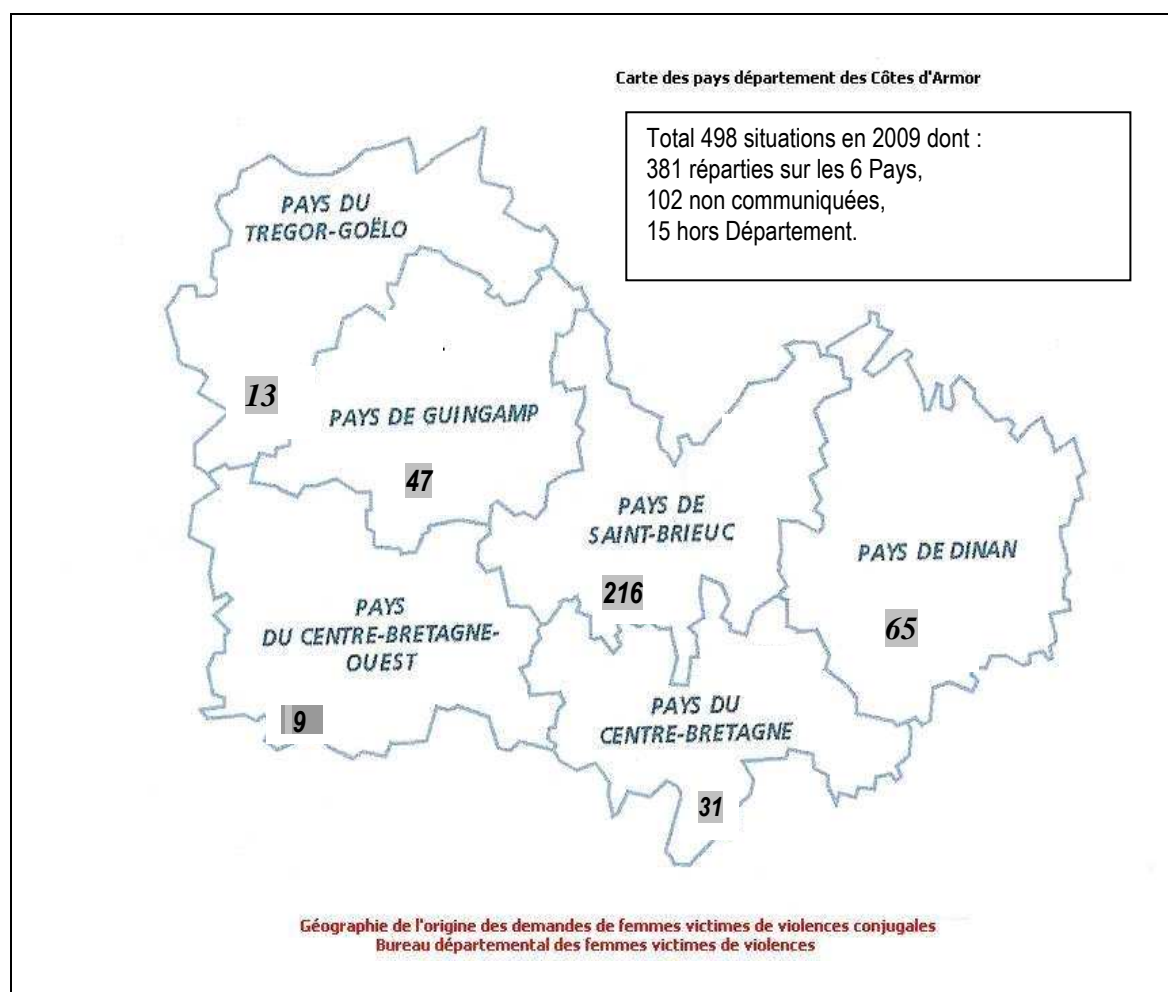 Carte des pays département des Côtes d'Armor
Total 498 situations en 2009 dont :
381 réparties sur les 6 Pays,
102 non communiquées,
15 hors Département.
PAYS DU
TREGOR-GOËLO
13
PAYS DE GUINGAMP
47
PAYS DE
SAINT-BRIEUC
216
PAYS DE DINAN
65
PAYS
DU CENTRE-BRETAGNE-
OUEST
9
PAYS DU
CENTRE-BRETAGNE
31
Géographie de l'origine des demandes de femmes victimes de violences conjugales
Bureau départemental des femmes victimes de violences